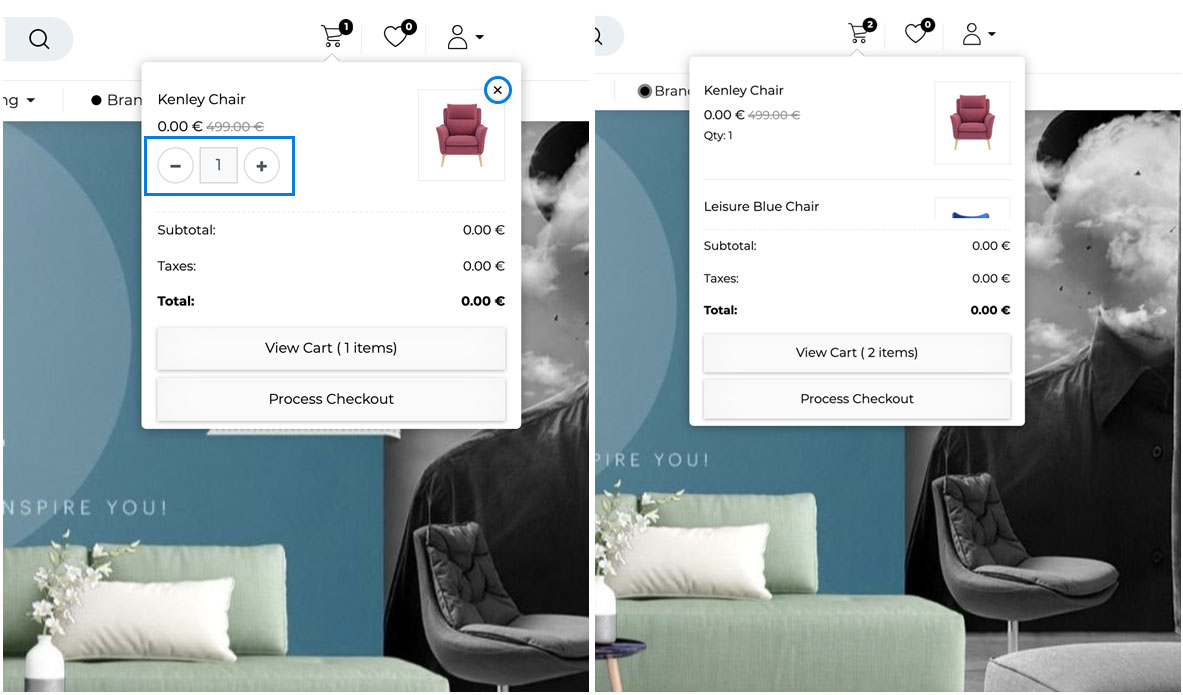 1
0
ng
Bran
Kenley Chair
0.00 € 499.00 €
− 1 +
Subtotal: 0.00 €
Taxes: 0.00 €
Total: 0.00 €
View Cart ( 1 items)
Process Checkout
NSPIRE YOU!
2
0
Brand
Kenley Chair
0.00 € 499.00 €
Qty: 1
Leisure Blue Chair
Subtotal: 0.00 €
Taxes: 0.00 €
Total: 0.00 €
View Cart ( 2 items)
Process Checkout
PIRE YOU!